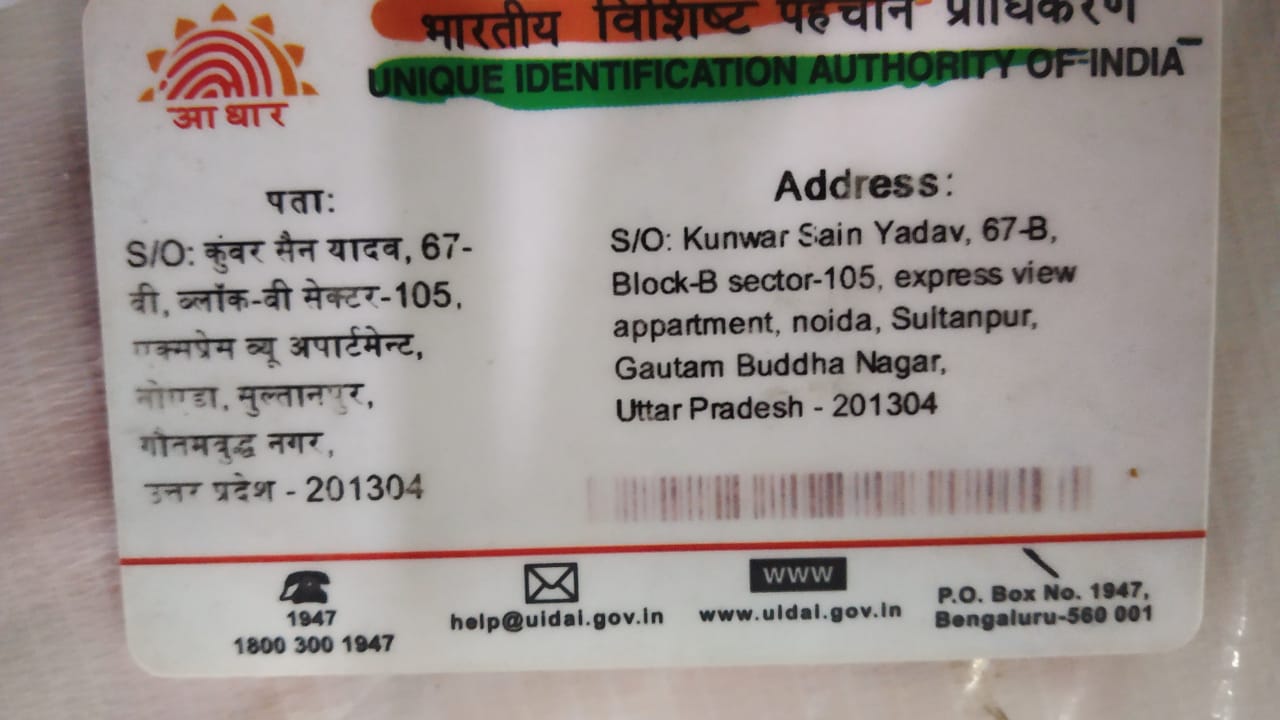 भारतीय विशिष्ट पहचान प्राधिकरण
UNIQUE IDENTIFICATION AUTHORITY OF INDIA
आधार
पता:
S/O: कुंवर सैन यादव, 67-
बी, ब्लॉक-बी सेक्टर-105,
एक्सप्रेस व्यू अपार्टमेन्ट,
नोएडा, सुल्तानपुर,
गौतमबुद्ध नगर,
उत्तर प्रदेश - 201304
Address:
S/O: Kunwar Sain Yadav, 67-B,
Block-B sector-105, express view
appartment, noida, Sultanpur,
Gautam Buddha Nagar,
Uttar Pradesh - 201304
1947
1800 300 1947
help@uidai.gov.in
www
www.uidai.gov.in
P.O. Box No. 1947,
Bengaluru-560 001